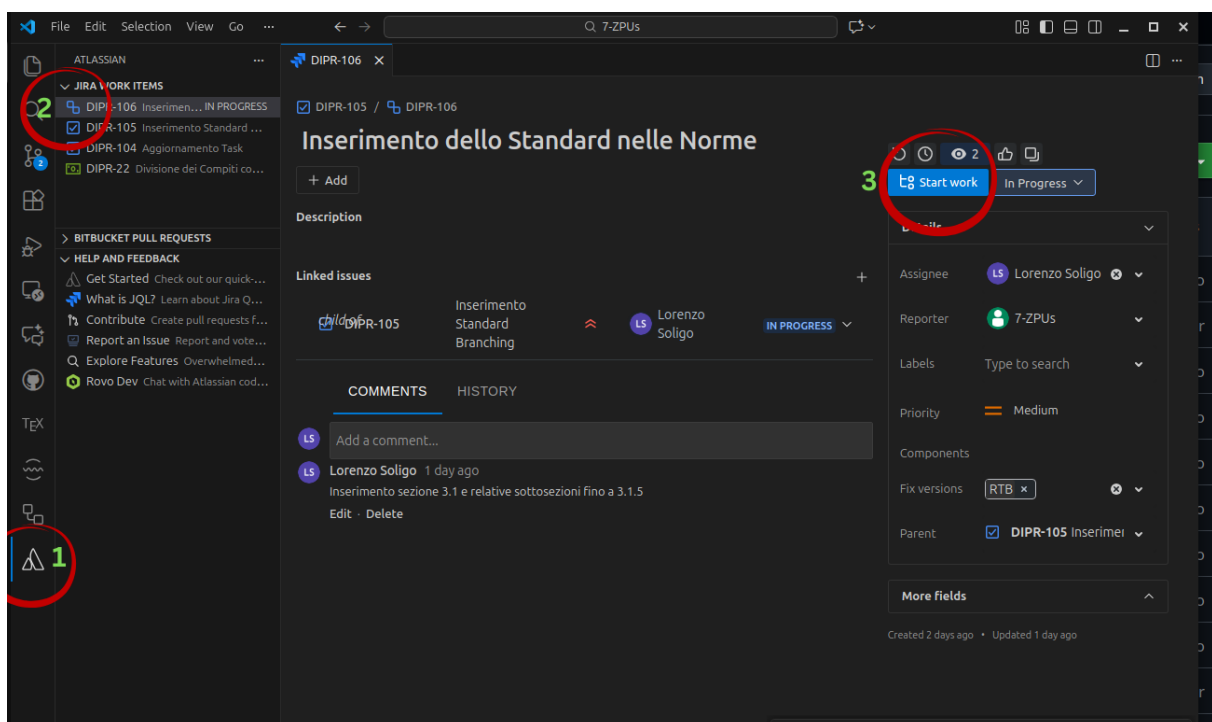 File Edit Selection View Go ···
7-ZPUs
ATLASSIAN ···
JIRA WORK ITEMS
DIPR-106 Inserimen... IN PROGRESS
DIPR-105 Inserimento Standard ...
DIPR-104 Aggiornamento Task
DIPR-22 Divisione dei Compiti co...
BITBUCKET PULL REQUESTS
HELP AND FEEDBACK
Get Started Check out our quick-...
What is JQL? Learn about Jira Q...
Contribute Create pull requests f...
Report an Issue Report and vote...
Explore Features Overwhelmed...
Rovo Dev Chat with Atlassian cod...
2
2
TEX
1
DIPR-106
DIPR-105 / DIPR-106
Inserimento dello Standard nelle Norme
+ Add
Description
Linked issues
child of
DIPR-105
Inserimento
Standard
Branching
Lorenzo
Soligo
LS
IN PROGRESS
COMMENTS HISTORY
LS Add a comment...
LS Lorenzo Soligo 1 day ago
Inserimento sezione 3.1 e relative sottosezioni fino a 3.1.5
Edit · Delete
2
3 Start work In Progress
Details
Assignee LS Lorenzo Soligo
Reporter 7-ZPUs
Labels Type to search
Priority Medium
Components
Fix versions RTB ×
Parent DIPR-105 Inserimer
More fields
Created 2 days ago • Updated 1 day ago